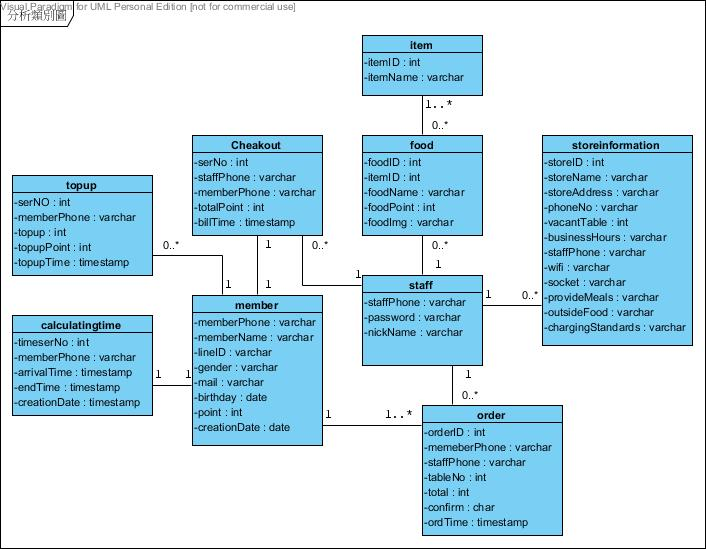 Visual Paradigm for UML Personal Edition [not for commercial use]
分析類別圖
item
-itemID : int
-itemName : varchar
1..*
0..*
Cheakout
-serNo : int
-staffPhone : varchar
-memberPhone : varchar
-totalPoint : int
-billTime : timestamp
food
-foodID : int
-itemID : int
-foodName : varchar
-foodPoint : int
-foodImg : varchar
storeinformation
-storeID : int
-storeName : varchar
-storeAddress : varchar
-phoneNo : varchar
-vacantTable : int
-businessHours : varchar
-staffPhone : varchar
-wifi : varchar
-socket : varchar
-provideMeals : varchar
-outsideFood : varchar
-chargingStandards : varchar
topup
-serNO : int
-memberPhone : varchar
-topup : int
-topupPoint : int
-topupTime : timestamp
0..*
1
0..*
0..*
1
1
1
1
staff
-staffPhone : varchar
-password : varchar
-nickName : varchar
1
0..*
member
-memberPhone : varchar
-memberName : varchar
-lineID : varchar
-gender : varchar
-mail : varchar
-birthday : date
-point : int
-creationDate : date
calculatingtime
-timeserNo : int
-memberPhone : varchar
-arrivalTime : timestamp
-endTime : timestamp
-creationDate : timestamp
1
1
1
0..*
1
1..*
order
-orderID : int
-memeberPhone : varchar
-staffPhone : varchar
-tableNo : int
-total : int
-confirm : char
-ordTime : timestamp